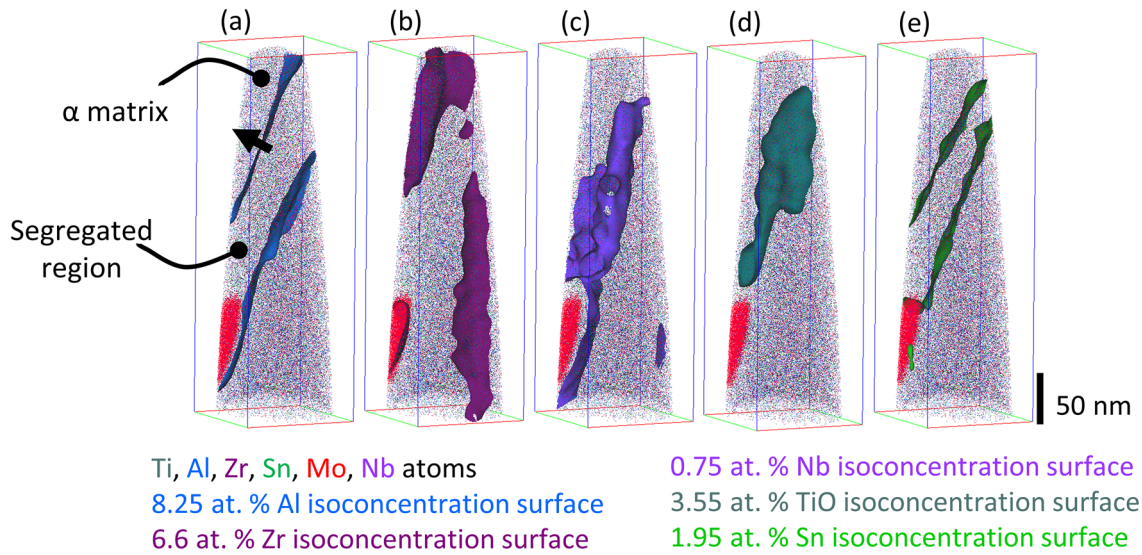 (a) (b) (c) (d) (e)
α matrix
Segregated
region
50 nm
Ti, Al, Zr, Sn, Mo, Nb atoms
8.25 at. % Al isoconcentration surface
6.6 at. % Zr isoconcentration surface
0.75 at. % Nb isoconcentration surface
3.55 at. % TiO isoconcentration surface
1.95 at. % Sn isoconcentration surface